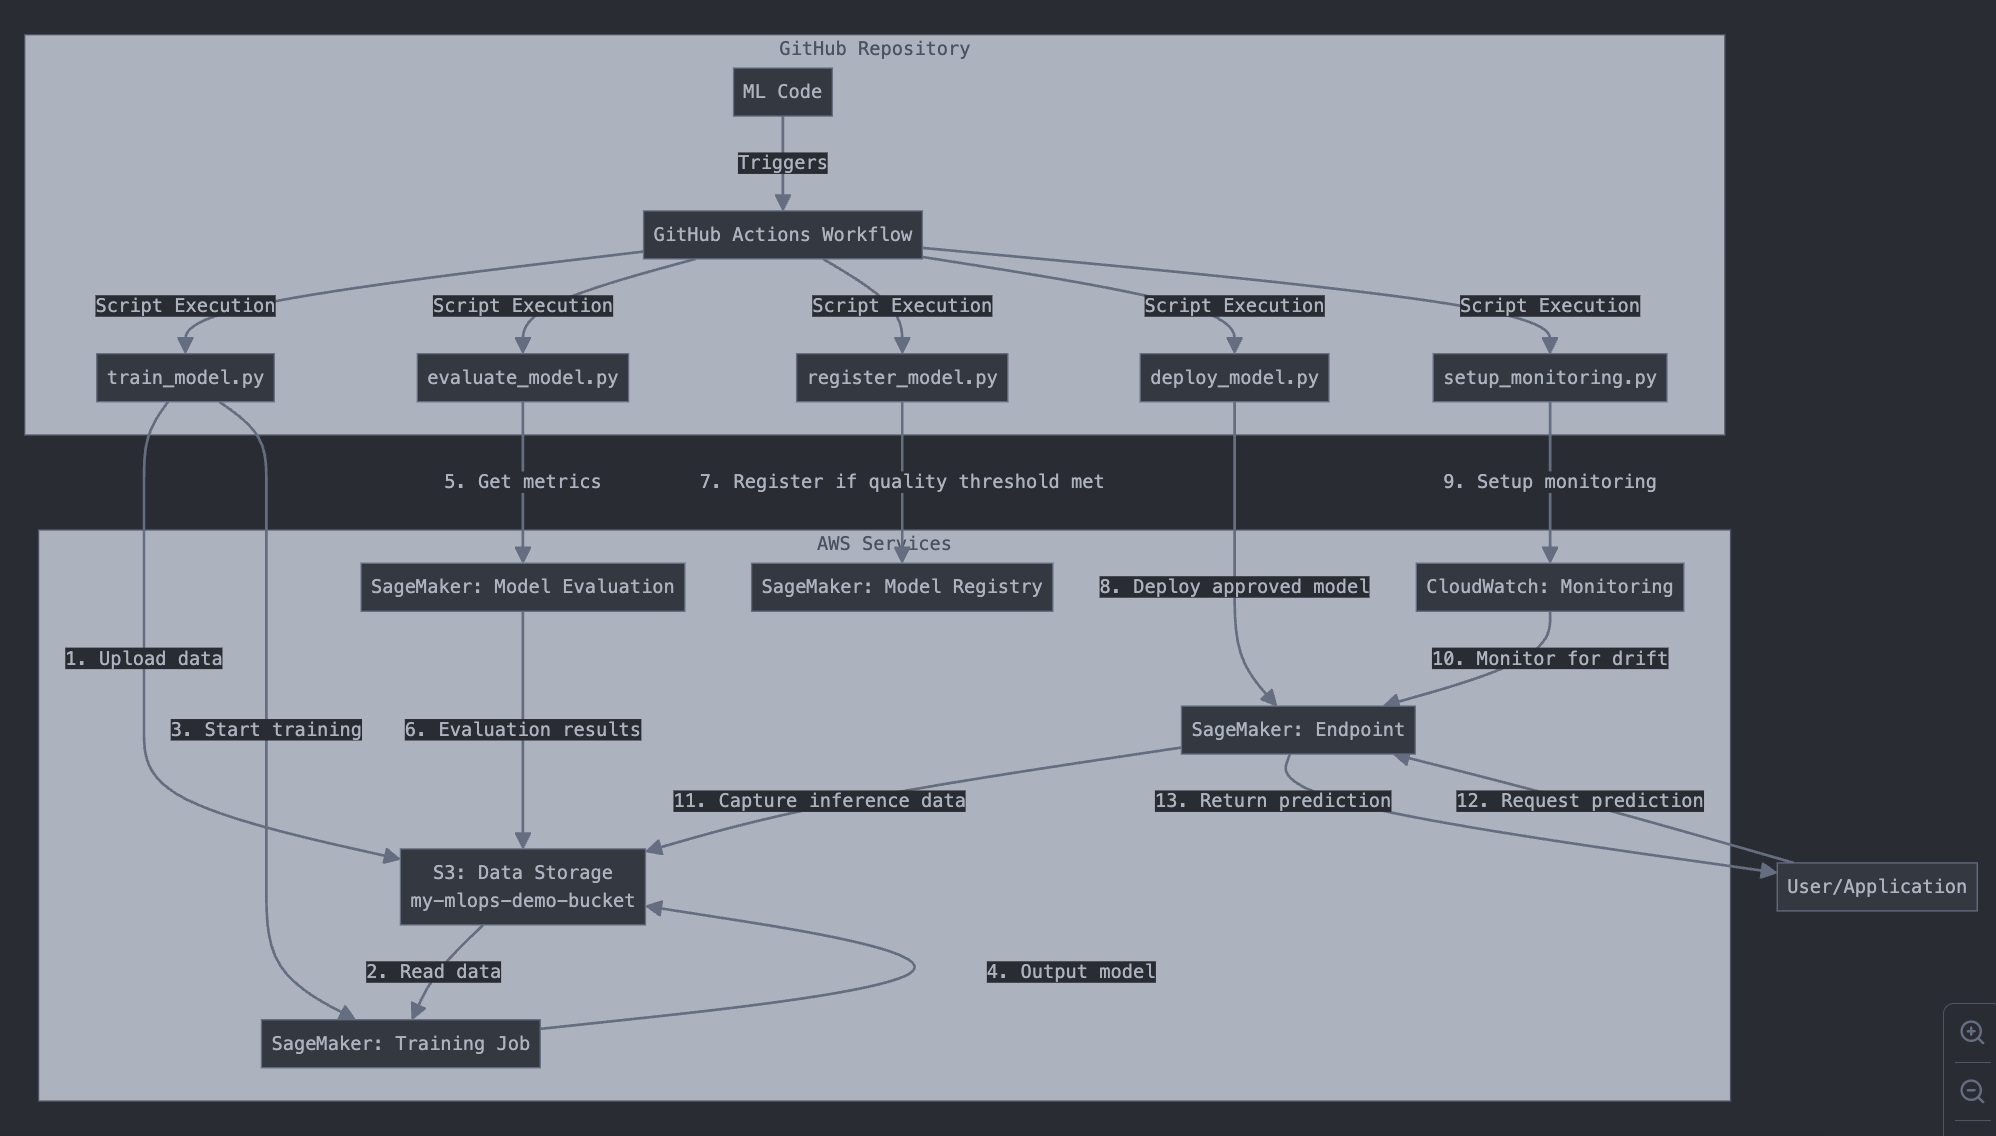 GitHub Repository
ML Code
Triggers
GitHub Actions Workflow
Script Execution
Script Execution
Script Execution
Script Execution
Script Execution
train_model.py
evaluate_model.py
register_model.py
deploy_model.py
setup_monitoring.py
5. Get metrics
7. Register if quality threshold met
9. Setup monitoring
AWS Services
SageMaker: Model Evaluation
SageMaker: Model Registry
8. Deploy approved model
CloudWatch: Monitoring
1. Upload data
10. Monitor for drift
3. Start training
6. Evaluation results
SageMaker: Endpoint
11. Capture inference data
13. Return prediction
12. Request prediction
S3: Data Storage
my-mlops-demo-bucket
User/Application
2. Read data
4. Output model
SageMaker: Training Job